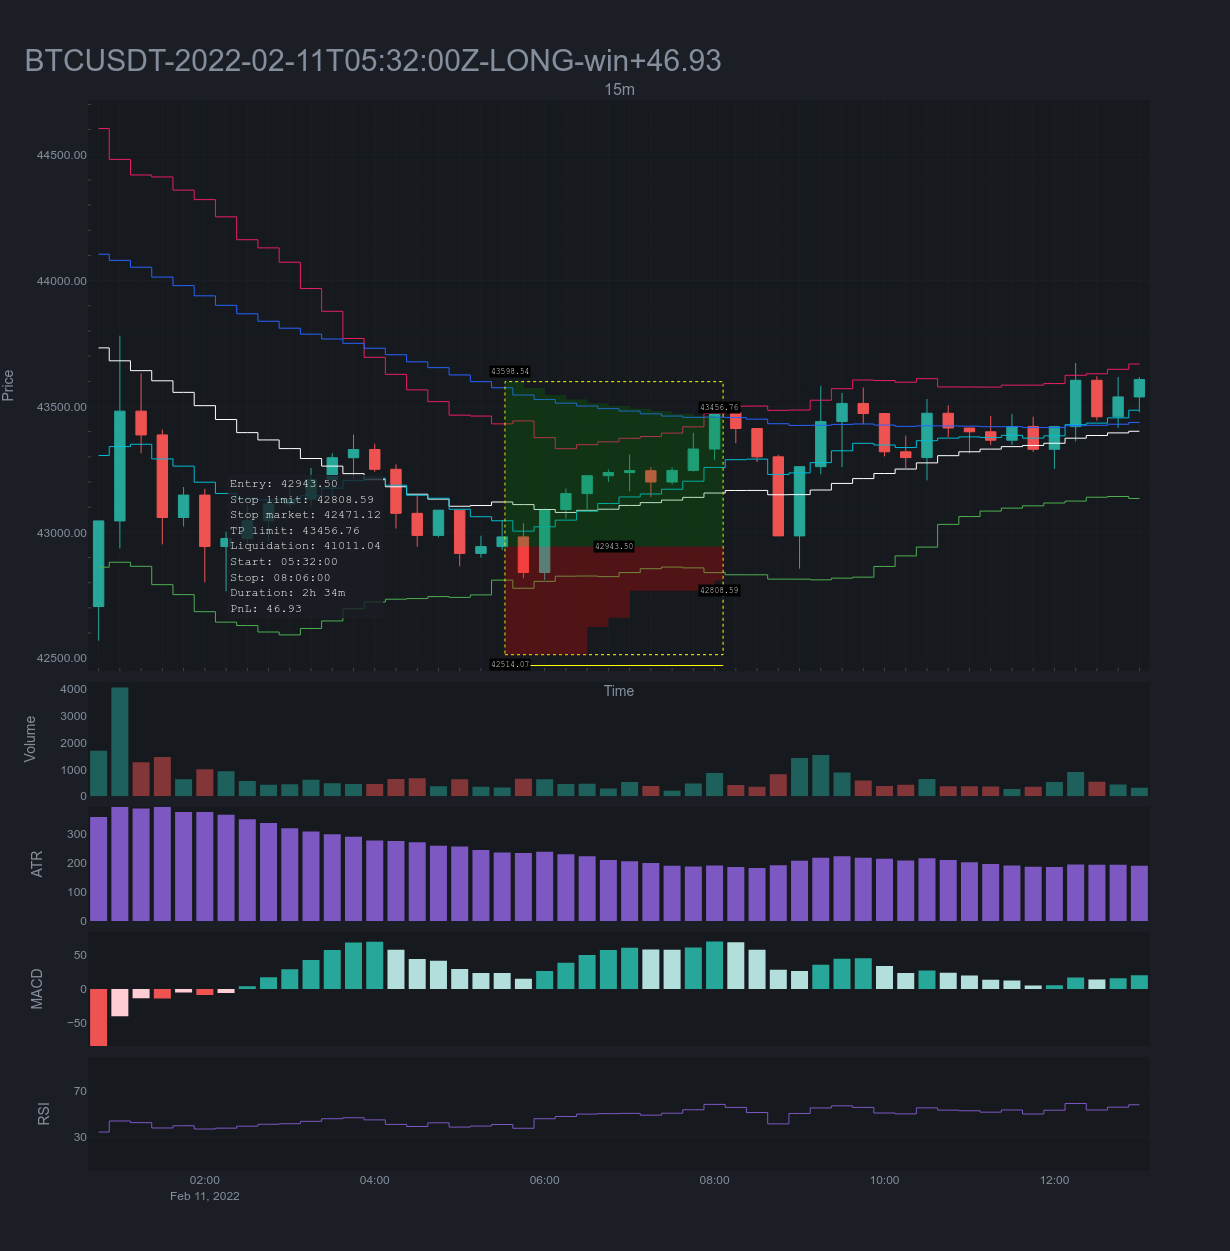 BTCUSDT-2022-02-11T05:32:00Z-LONG-win+46.93
15m
Price
44500.00
44000.00
43500.00
43000.00
42500.00
43598.54
43456.76
42943.50
42808.59
42514.07
Entry: 42943.50
Stop limit: 42808.59
Stop market: 42471.12
TP limit: 43456.76
Liquidation: 41011.04
Start: 05:32:00
Stop: 08:06:00
Duration: 2h 34m
PnL: 46.93
Time
Volume
4000
3000
2000
1000
0
ATR
300
200
100
0
MACD
50
0
−50
RSI
70
30
02:00 04:00 06:00 08:00 10:00 12:00
Feb 11, 2022